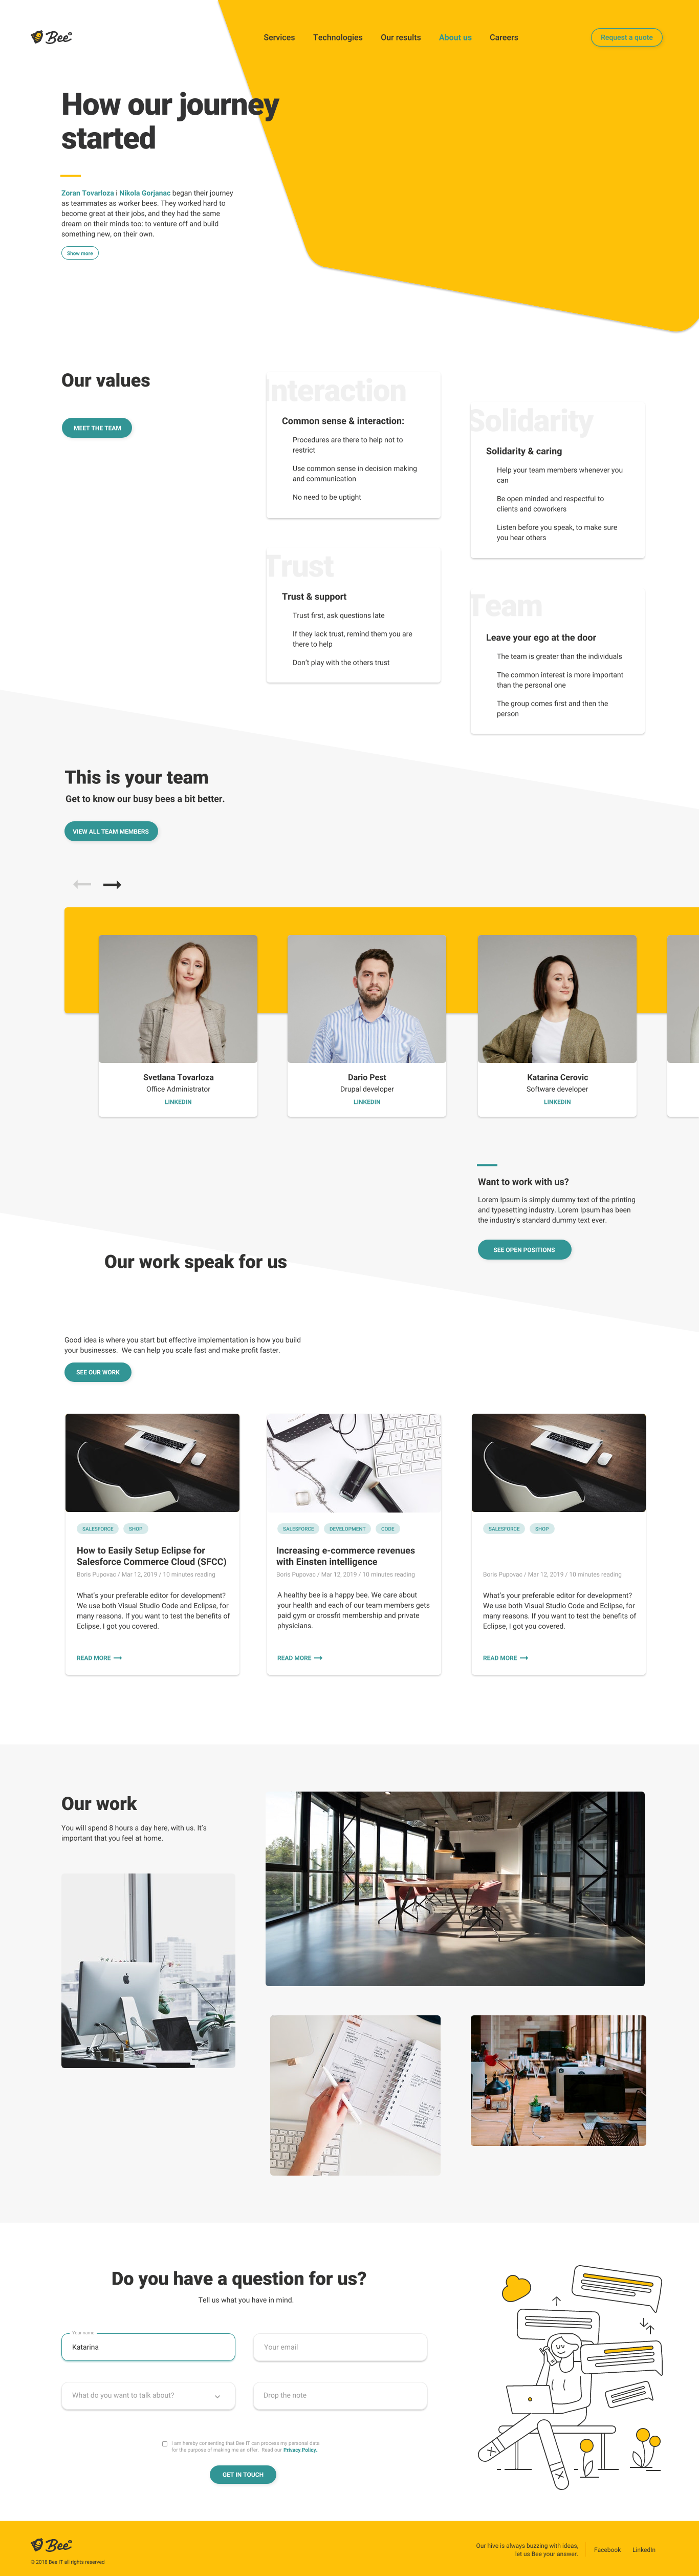 Bee
Services Technologies Our results About us Careers
Request a quote
How our journey
started
Zoran Tovarloza i Nikola Gorjanac began their journey
as teammates as worker bees. They worked hard to
become great at their jobs, and they had the same
dream on their minds too: to venture off and build
something new, on their own.
Show more
Our values
MEET THE TEAM
Interaction
Common sense & interaction:
Procedures are there to help not to
restrict
Use common sense in decision making
and communication
No need to be uptight
Solidarity
Solidarity & caring
Help your team members whenever you
can
Be open minded and respectful to
clients and coworkers
Listen before you speak, to make sure
you hear others
Trust
Trust & support
Trust first, ask questions late
If they lack trust, remind them you are
there to help
Don't play with the others trust
Team
Leave your ego at the door
The team is greater than the individuals
The common interest is more important
than the personal one
The group comes first and then the
person
This is your team
Get to know our busy bees a bit better.
VIEW ALL TEAM MEMBERS
Svetlana Tovarloza
Office Administrator
LINKEDIN
Dario Pest
Drupal developer
LINKEDIN
Katarina Cerovic
Software developer
LINKEDIN
Want to work with us?
Lorem Ipsum is simply dummy text of the printing
and typesetting industry. Lorem Ipsum has been
the industry's standard dummy text ever.
SEE OPEN POSITIONS
Our work speak for us
Good idea is where you start but effective implementation is how you build
your businesses. We can help you scale fast and make profit faster.
SEE OUR WORK
SALESFORCE SHOP
How to Easily Setup Eclipse for
Salesforce Commerce Cloud (SFCC)
Boris Pupovac / Mar 12, 2019 / 10 minutes reading
What's your preferable editor for development?
We use both Visual Studio Code and Eclipse, for
many reasons. If you want to test the benefits of
Eclipse, I got you covered.
READ MORE
SALESFORCE DEVELOPMENT CODE
Increasing e-commerce revenues
with Einsten intelligence
Boris Pupovac / Mar 12, 2019 / 10 minutes reading
A healthy bee is a happy bee. We care about
your health and each of our team members gets
paid gym or crossfit membership and private
physicians.
READ MORE
SALESFORCE SHOP
Boris Pupovac / Mar 12, 2019 / 10 minutes reading
What's your preferable editor for development?
We use both Visual Studio Code and Eclipse, for
many reasons. If you want to test the benefits of
Eclipse, I got you covered.
READ MORE
Our work
You will spend 8 hours a day here, with us. It's
important that you feel at home.
Do you have a question for us?
Tell us what you have in mind.
Your name
Katarina
Your email
What do you want to talk about?
Drop the note
I am hereby consenting that Bee IT can process my personal data
for the purpose of making me an offer. Read our Privacy Policy.
GET IN TOUCH
Bee
© 2018 Bee IT all rights reserved
Our hive is always buzzing with ideas,
let us Bee your answer.
Facebook Linkedin